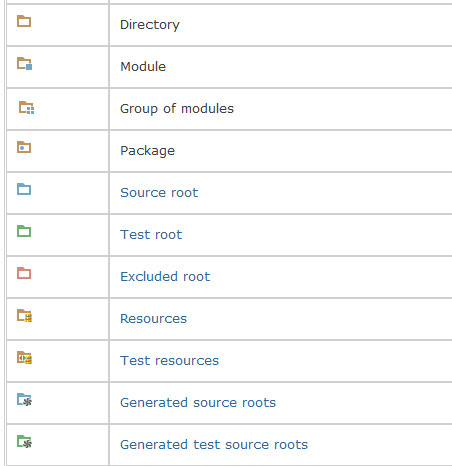 Directory
Module
Group of modules
Package
Source root
Test root
Excluded root
Resources
Test resources
Generated source roots
Generated test source roots